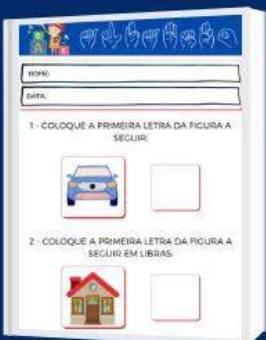 NOME:
DATA:
1 - COLOQUE A PRIMEIRA LETRA DA FIGURA A
SEGUIR:
2 - COLOQUE A PRIMEIRA LETRA DA FIGURA A
SEGUIR EM LIBRAS: